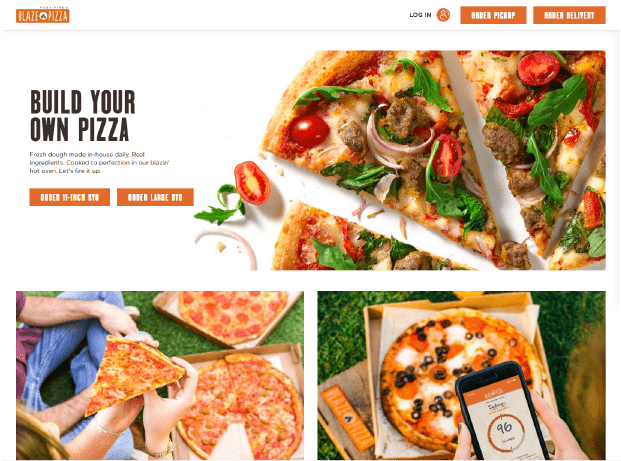 FAST-FIRE'D
BLAZE PIZZA
LOG IN
ORDER PICKUP
ORDER DELIVERY
BUILD YOUR
OWN PIZZA
Fresh dough made in-house daily. Real
ingredients. Cooked to perfection in our blazin'
hot oven. Let's fire it up.
ORDER 11-INCH BYO
ORDER LARGE BYO
96